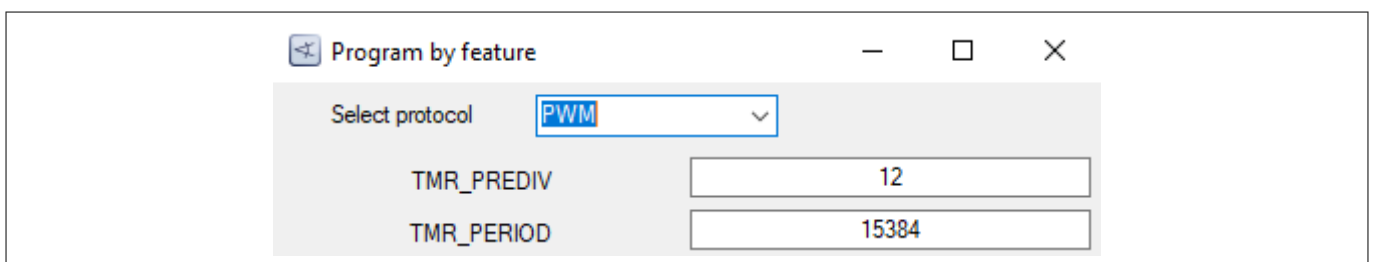 Program by feature
Select protocol PWM
TMR_PREDIV 12
TMR_PERIOD 15384